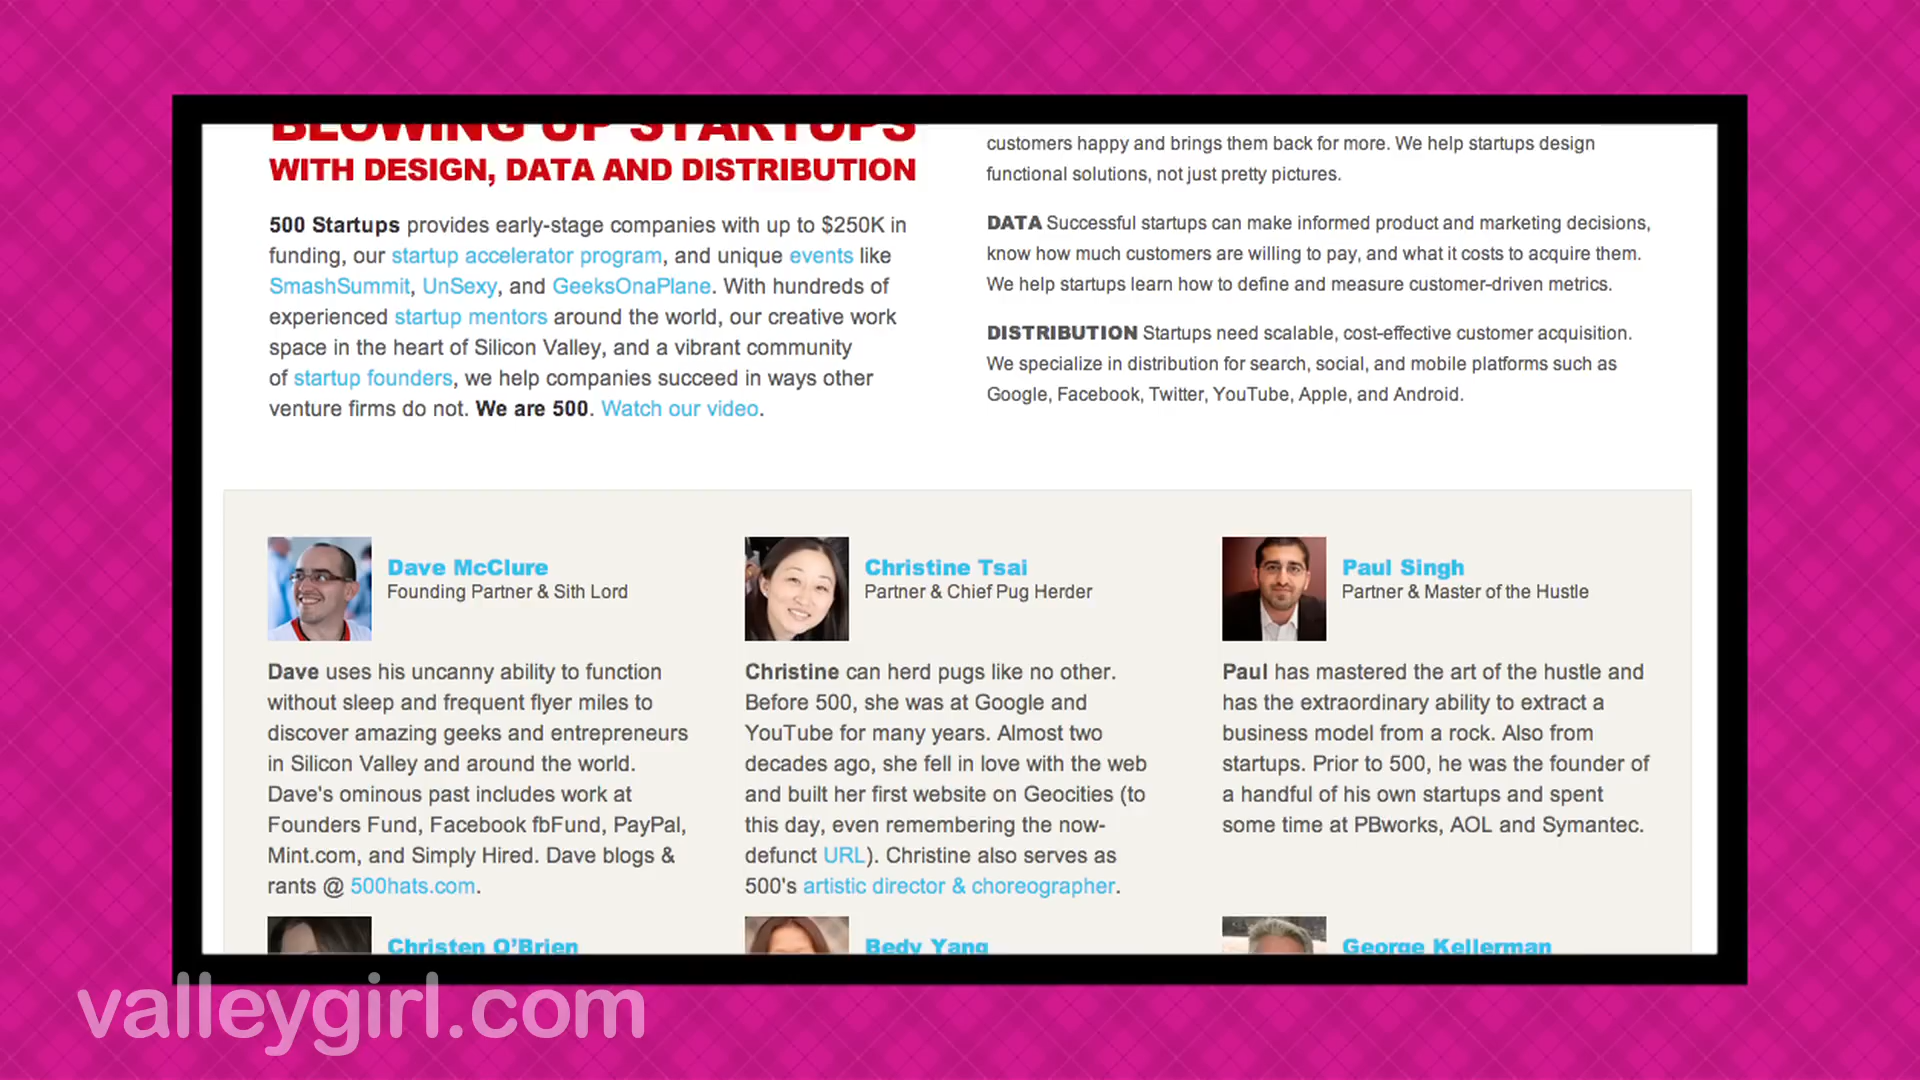 BLOWING UP STARTUPS
WITH DESIGN, DATA AND DISTRIBUTION
500 Startups provides early-stage companies with up to $250K in
funding, our startup accelerator program, and unique events like
SmashSummit, UnSexy, and GeeksOnaPlane. With hundreds of
experienced startup mentors around the world, our creative work
space in the heart of Silicon Valley, and a vibrant community
of startup founders, we help companies succeed in ways other
venture firms do not. We are 500. Watch our video.
customers happy and brings them back for more. We help startups design
functional solutions, not just pretty pictures.
DATA Successful startups can make informed product and marketing decisions,
know how much customers are willing to pay, and what it costs to acquire them.
We help startups learn how to define and measure customer-driven metrics.
DISTRIBUTION Startups need scalable, cost-effective customer acquisition.
We specialize in distribution for search, social, and mobile platforms such as
Google, Facebook, Twitter, YouTube, Apple, and Android.
Dave McClure
Founding Partner & Sith Lord
Dave uses his uncanny ability to function
without sleep and frequent flyer miles to
discover amazing geeks and entrepreneurs
in Silicon Valley and around the world.
Dave's ominous past includes work at
Founders Fund, Facebook fbFund, PayPal,
Mint.com, and Simply Hired. Dave blogs &
rants @ 500hats.com.
Christine Tsai
Partner & Chief Pug Herder
Christine can herd pugs like no other.
Before 500, she was at Google and
YouTube for many years. Almost two
decades ago, she fell in love with the web
and built her first website on Geocities (to
this day, even remembering the now-
defunct URL). Christine also serves as
500's artistic director & choreographer.
Paul Singh
Partner & Master of the Hustle
Paul has mastered the art of the hustle and
has the extraordinary ability to extract a
business model from a rock. Also from
startups. Prior to 500, he was the founder of
a handful of his own startups and spent
some time at PBworks, AOL and Symantec.
Christen O'Brien
Bedy Yang
George Kellerman
valleygirl.com